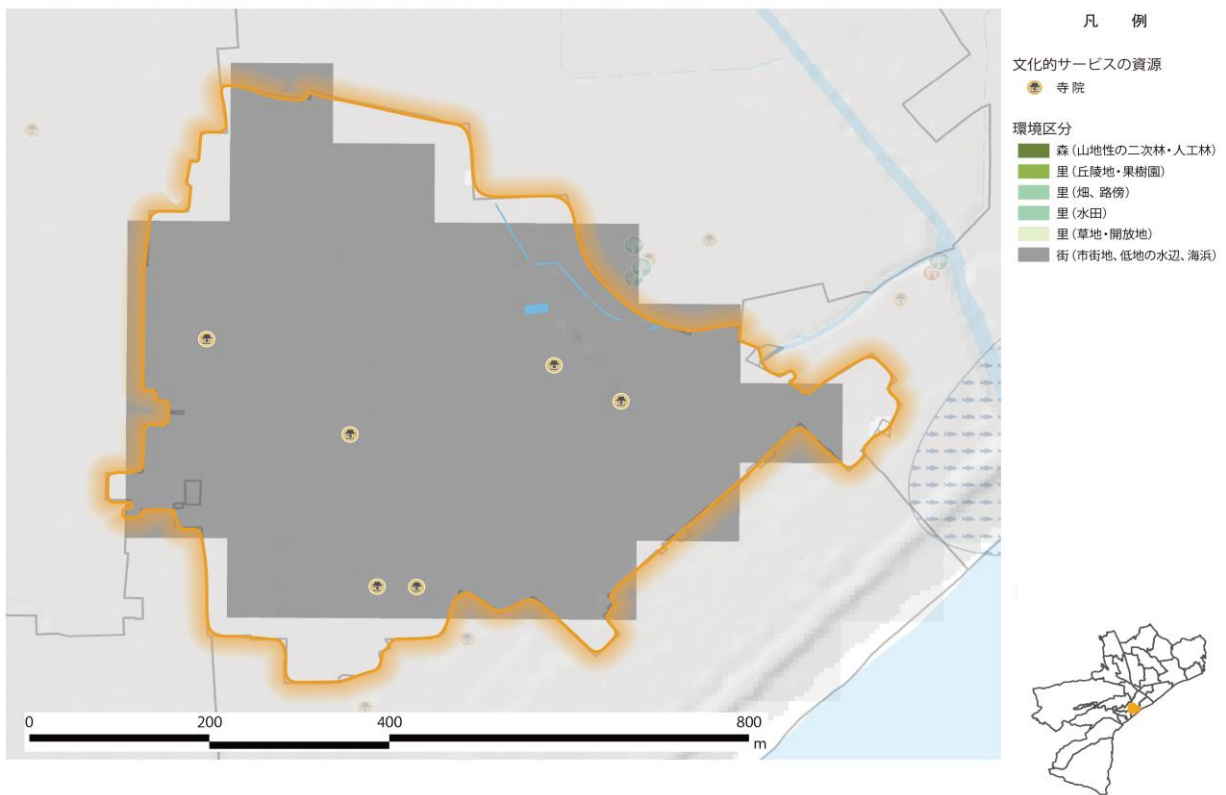 凡 例
文化的サービスの資源
寺院
環境区分
森（山地性の二次林・人工林）
里（丘陵地・果樹園）
里（畑、路傍）
里（水田）
里（草地・開放地）
街（市街地、低地の水辺、海浜）
0 200 400 800
m